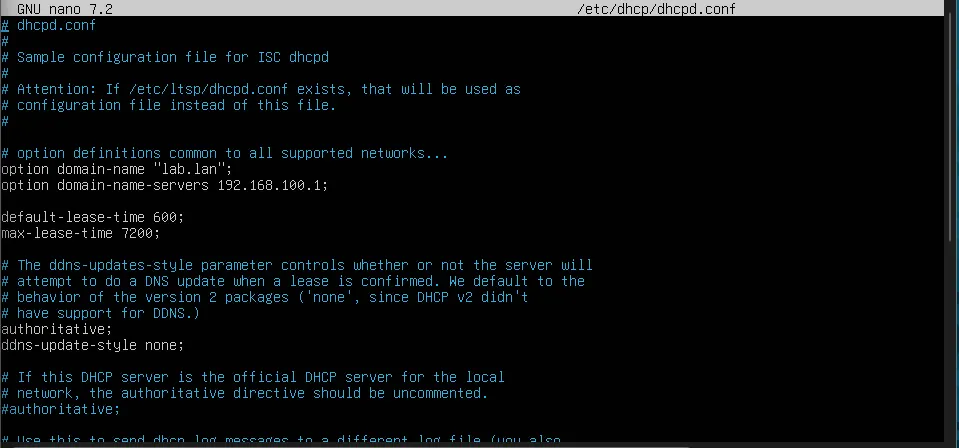 GNU nano 7.2 /etc/dhcp/dhcpd.conf
# dhcpd.conf
#
# Sample configuration file for ISC dhcpd
#
# Attention: If /etc/ltsp/dhcpd.conf exists, that will be used as
# configuration file instead of this file.
#
# option definitions common to all supported networks...
option domain-name "lab.lan";
option domain-name-servers 192.168.100.1;
default-lease-time 600;
max-lease-time 7200;
# The ddns-updates-style parameter controls whether or not the server will
# attempt to do a DNS update when a lease is confirmed. We default to the
# behavior of the version 2 packages ('none', since DHCP v2 didn't
# have support for DDNS.)
authoritative;
ddns-update-style none;
# If this DHCP server is the official DHCP server for the local
# network, the authoritative directive should be uncommented.
#authoritative;
# Use this to send dhcp log messages to a different log file (you also